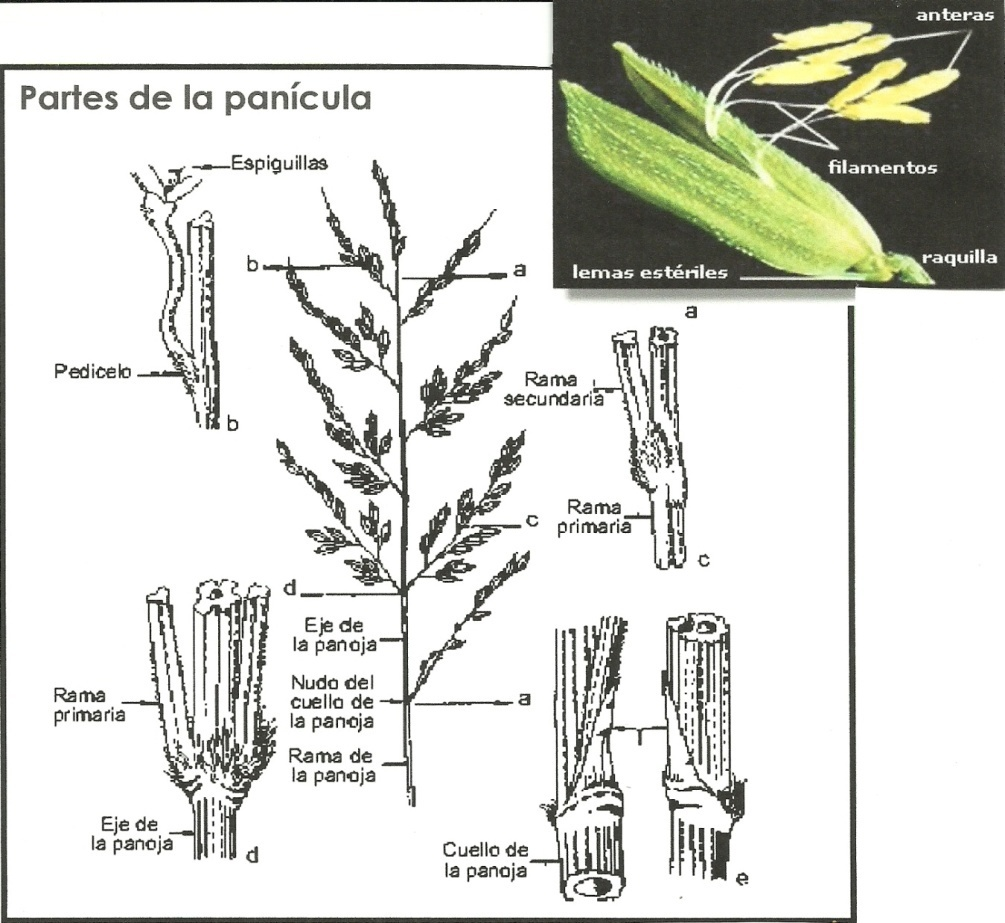 anteras
Partes de la panícula
filamentos
Espiguillas
raquilla
lemas estériles
b
a
a
Pedicelo
Rama
secundaria
b
Rama
primaria
c
c
d
Eje de
la panoja
Rama
primaria
Nudo del
cuello de
la panoja
a
Rama de
la panoja
Eje de
la panoja
d
Cuello de
la panoja
e